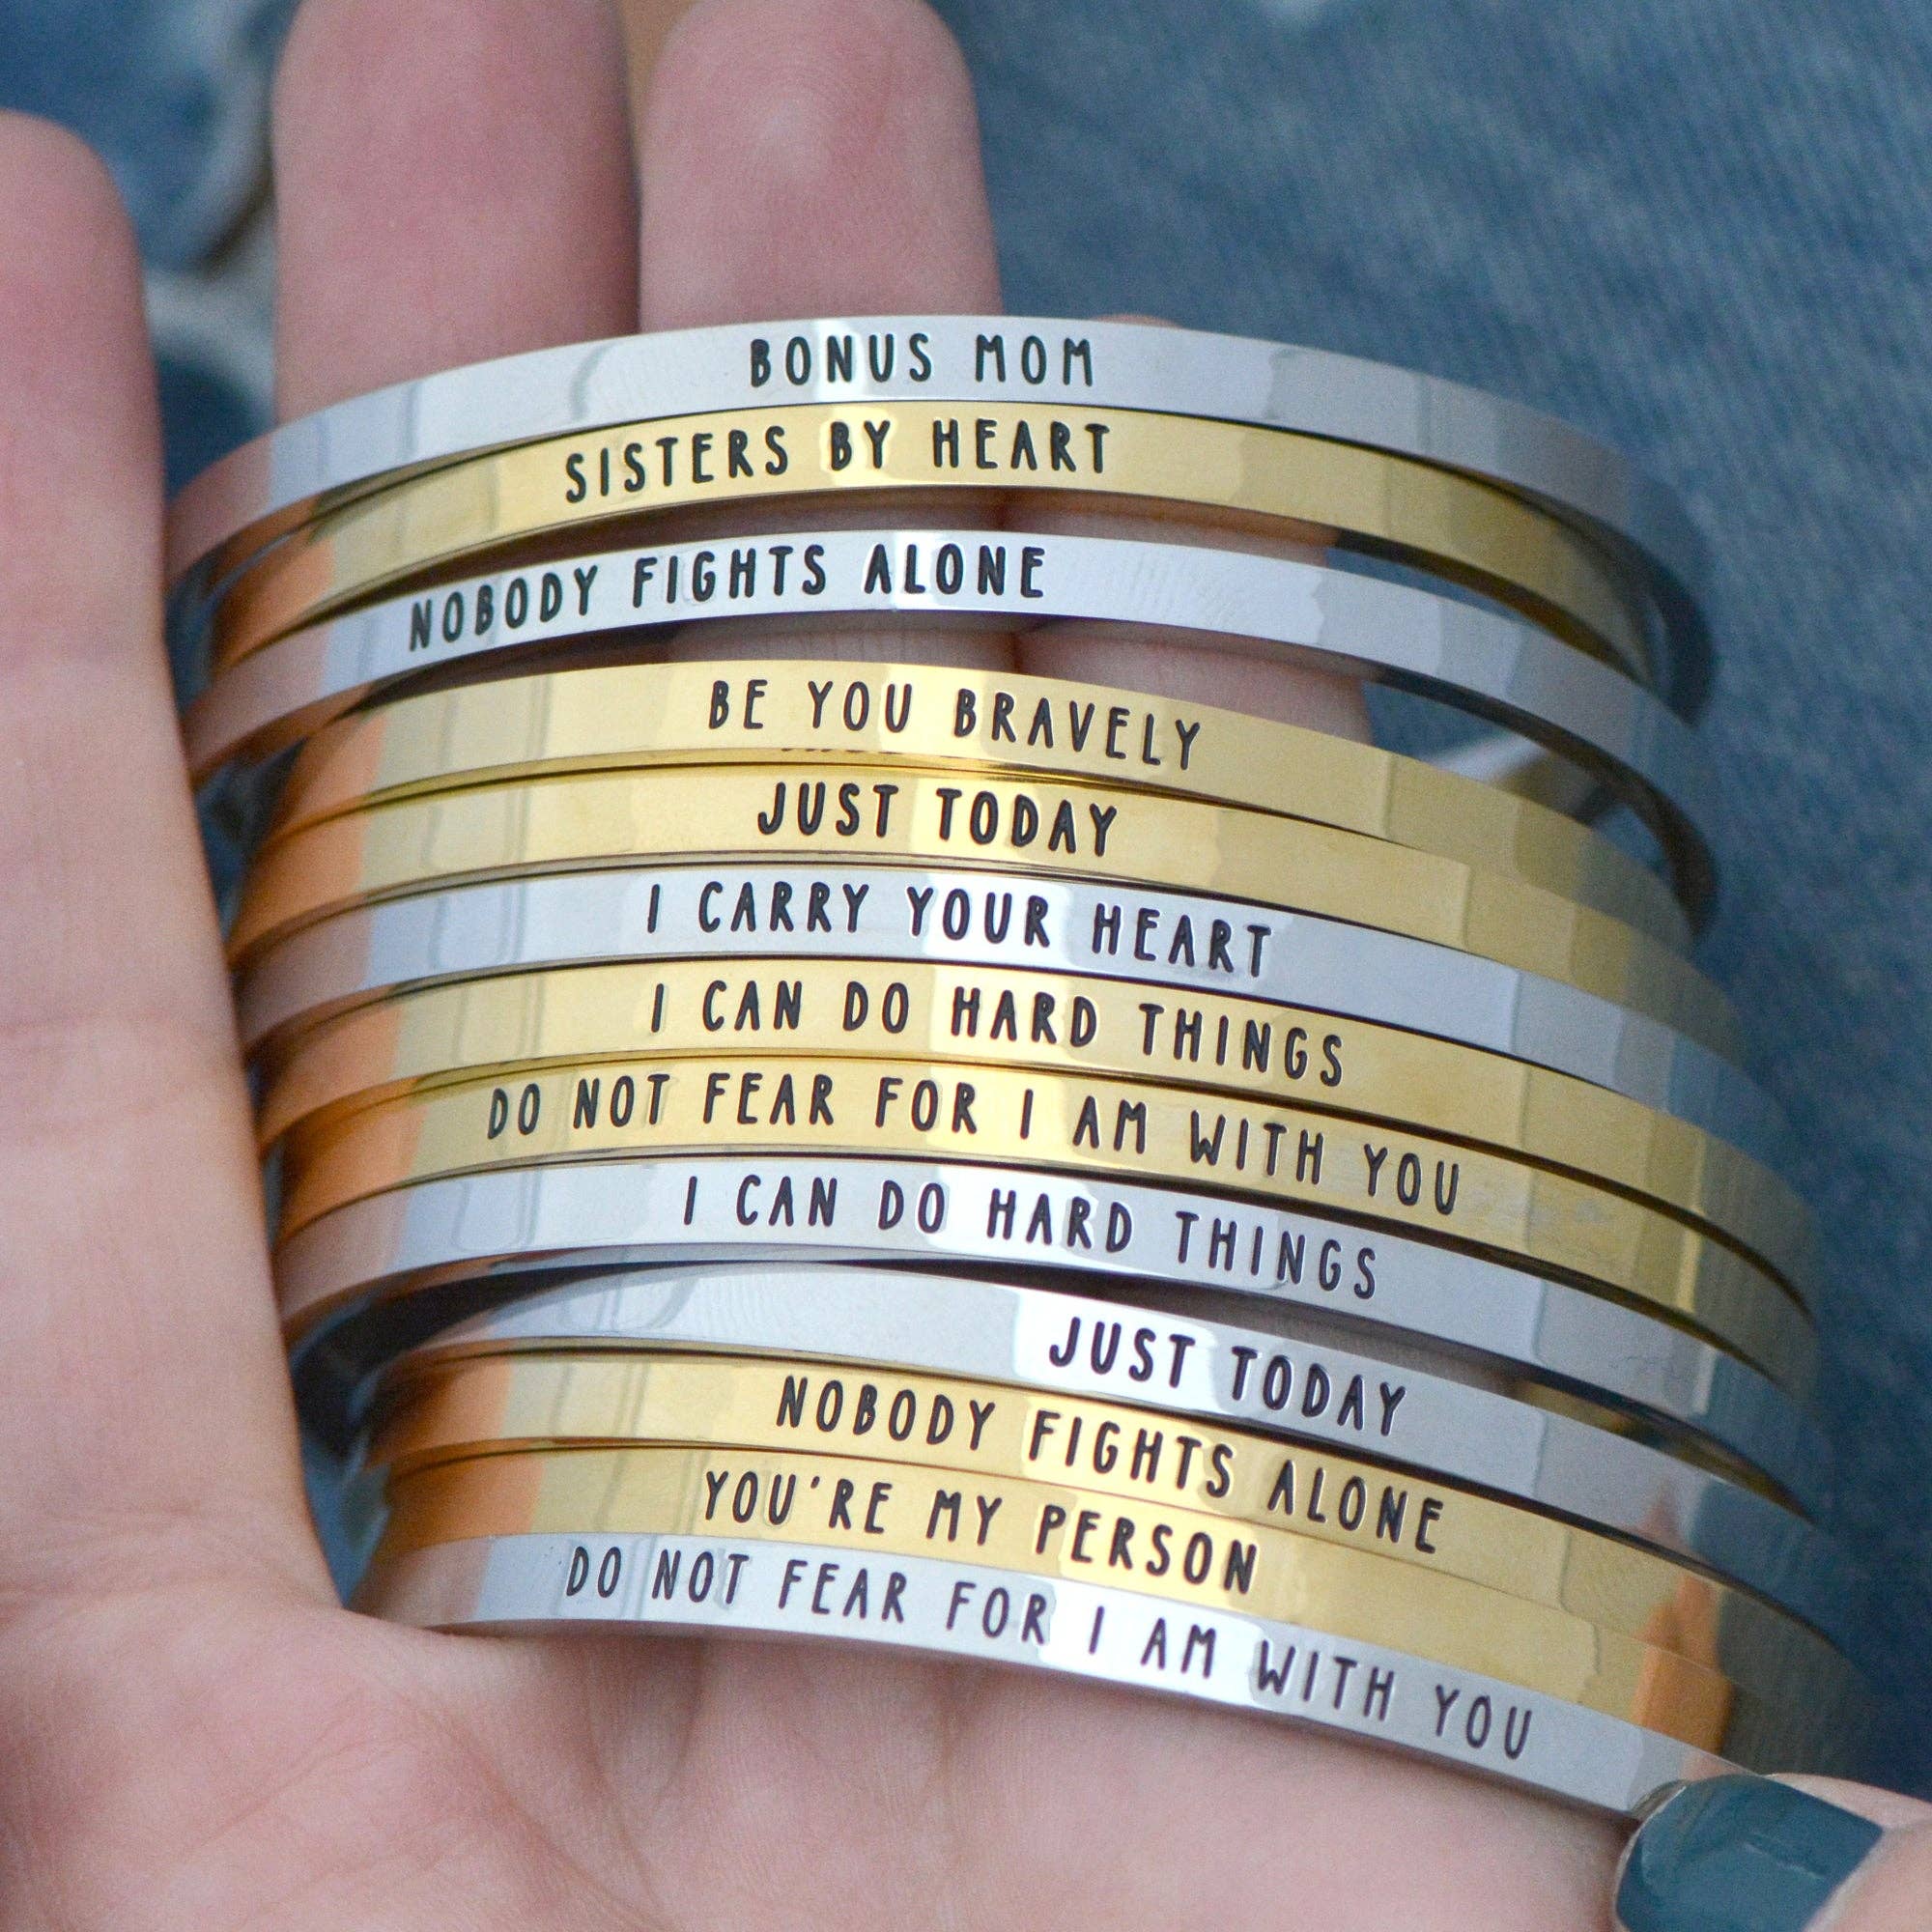 BONUS MOM
SISTERS BY HEART
NOBODY FIGHTS ALONE
BE YOU BRAVELY
JUST TODAY
I CARRY YOUR HEART
I CAN DO HARD THINGS
DO NOT FEAR FOR I AM WITH YOU
I CAN DO HARD THINGS
JUST TODAY
NOBODY FIGHTS ALONE
YOU'RE MY PERSON
DO NOT FEAR FOR I AM WITH YOU